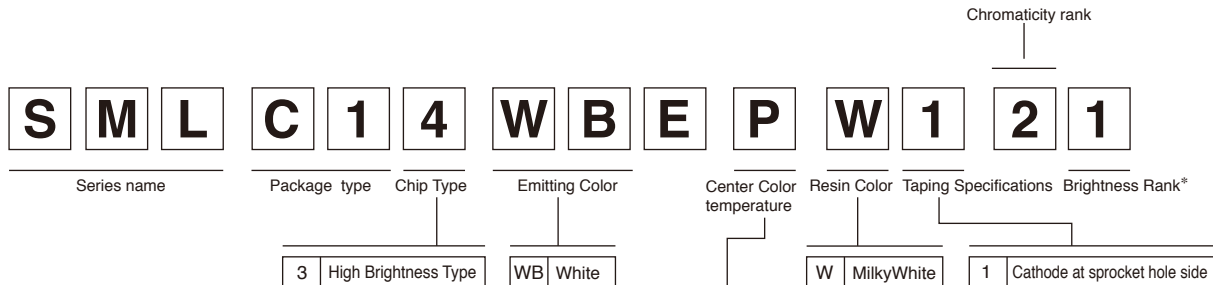 Chromaticity rank
S M L C 1 4 W B E P W 1 2 1
Series name Package type Chip Type Emitting Color Center Color temperature Resin Color Taping Specifications Brightness Rank*
3 High Brightness Type WB White W MilkyWhite 1 Cathode at sprocket hole side